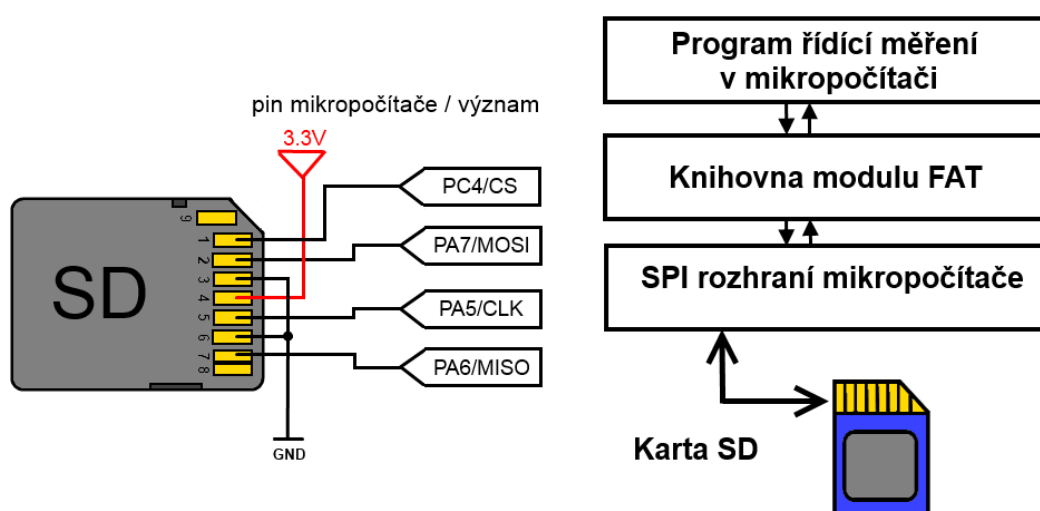 pin mikropočítače / význam
3.3V
PC4/CS
PA7/MOSI
PA5/CLK
PA6/MISO
SD
9
1
2
3
4
5
6
7
8
GND
Program řídící měření
v mikropočítači
Knihovna modulu FAT
SPI rozhraní mikropočítače
Karta SD